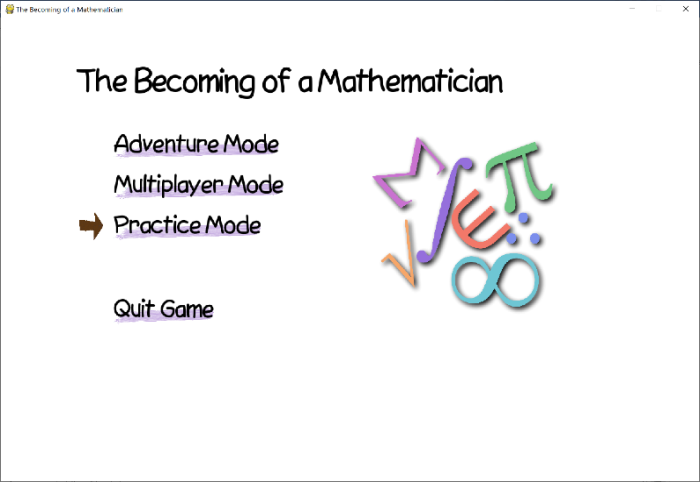 The Becoming of a Mathematician
The Becoming of a Mathematician
Adventure Mode
Multiplayer Mode
Practice Mode
Quit Game